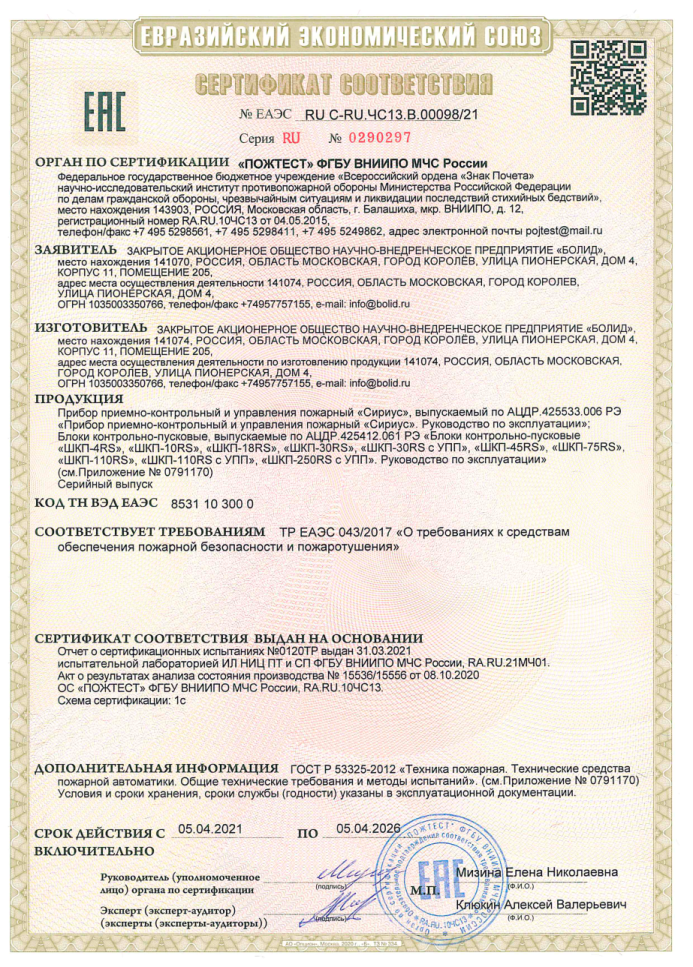 ЕВРАЗИЙСКИЙ ЭКОНОМИЧЕСКИЙ СОЮЗ
СЕРТИФИКАТ СООТВЕТСТВИЯ
EAC
№ ЕАЭС RU С-RU.ЧС13.В.00098/21
Серия RU № 0290297
ОРГАН ПО СЕРТИФИКАЦИИ «ПОЖТЕСТ» ФГБУ ВНИИПО МЧС России
Федеральное государственное бюджетное учреждение «Всероссийский ордена «Знак Почета»
научно-исследовательский институт противопожарной обороны Министерства Российской Федерации
по делам гражданской обороны, чрезвычайным ситуациям и ликвидации последствий стихийных бедствий»,
место нахождения 143903, РОССИЯ, Московская область, г. Балашиха, мкр. ВНИИПО, д. 12,
регистрационный номер RA.RU.10ЧС13 от 04.05.2015,
телефон/факс +7 495 5298561, +7 495 5298411, +7 495 5249862, адрес электронной почты pojtest@mail.ru
ЗАЯВИТЕЛЬ ЗАКРЫТОЕ АКЦИОНЕРНОЕ ОБЩЕСТВО НАУЧНО-ВНЕДРЕНЧЕСКОЕ ПРЕДПРИЯТИЕ «БОЛИД»,
место нахождения 141070, РОССИЯ, ОБЛАСТЬ МОСКОВСКАЯ, ГОРОД КОРОЛЁВ, УЛИЦА ПИОНЕРСКАЯ, ДОМ 4,
КОРПУС 11, ПОМЕЩЕНИЕ 205,
адрес места осуществления деятельности 141074, РОССИЯ, ОБЛАСТЬ МОСКОВСКАЯ, ГОРОД КОРОЛЕВ,
УЛИЦА ПИОНЕРСКАЯ, ДОМ 4,
ОГРН 1035003350766, телефон/факс +74957757155, e-mail: info@bolid.ru
ИЗГОТОВИТЕЛЬ ЗАКРЫТОЕ АКЦИОНЕРНОЕ ОБЩЕСТВО НАУЧНО-ВНЕДРЕНЧЕСКОЕ ПРЕДПРИЯТИЕ «БОЛИД»,
место нахождения 141074, РОССИЯ, ОБЛАСТЬ МОСКОВСКАЯ, ГОРОД КОРОЛЁВ, УЛИЦА ПИОНЕРСКАЯ, ДОМ 4,
КОРПУС 11, ПОМЕЩЕНИЕ 205,
адрес места осуществления деятельности по изготовлению продукции 141074, РОССИЯ, ОБЛАСТЬ МОСКОВСКАЯ,
ГОРОД КОРОЛЕВ, УЛИЦА ПИОНЕРСКАЯ, ДОМ 4,
ОГРН 1035003350766, телефон/факс +74957757155, e-mail: info@bolid.ru
ПРОДУКЦИЯ
Прибор приемно-контрольный и управления пожарный «Сириус», выпускаемый по АЦДР.425533.006 РЭ
«Прибор приемно-контрольный и управления пожарный «Сириус». Руководство по эксплуатации»;
Блоки контрольно-пусковые, выпускаемые по АЦДР.425412.061 РЭ «Блоки контрольно-пусковые
«ШКП-4RS», «ШКП-10RS», «ШКП-18RS», «ШКП-30RS», «ШКП-30RS с УПП», «ШКП-45RS», «ШКП-75RS»,
«ШКП-110RS», «ШКП-110RS с УПП», «ШКП-250RS с УПП». Руководство по эксплуатации»
(см.Приложение № 0791170)
Серийный выпуск
КОД ТН ВЭД ЕАЭС 8531 10 300 0
СООТВЕТСТВУЕТ ТРЕБОВАНИЯМ ТР ЕАЭС 043/2017 «О требованиях к средствам
обеспечения пожарной безопасности и пожаротушения»
СЕРТИФИКАТ СООТВЕТСТВИЯ ВЫДАН НА ОСНОВАНИИ
Отчет о сертификационных испытаниях №0120ТР выдан 31.03.2021
испытательной лабораторией ИЛ НИЦ ПТ и СП ФГБУ ВНИИПО МЧС России, RA.RU.21МЧ01.
Акт о результатах анализа состояния производства № 15536/15556 от 08.10.2020
ОС «ПОЖТЕСТ» ФГБУ ВНИИПО МЧС России, RA.RU.10ЧС13.
Схема сертификации: 1с
ДОПОЛНИТЕЛЬНАЯ ИНФОРМАЦИЯ ГОСТ Р 53325-2012 «Техника пожарная. Технические средства
пожарной автоматики. Общие технические требования и методы испытаний». (см.Приложение № 0791170)
Условия и сроки хранения, сроки службы (годности) указаны в эксплуатационной документации.
СРОК ДЕЙСТВИЯ С 05.04.2021 ПО 05.04.2026
ВКЛЮЧИТЕЛЬНО
Руководитель (уполномоченное
лицо) органа по сертификации
(подпись)
М.П.
Мизина Елена Николаевна
(Ф.И.О.)
Эксперт (эксперт-аудитор)
(эксперты (эксперты-аудиторы))
(подпись)
Клюкин Алексей Валерьевич
(Ф.И.О.)
EAC
RA.RU.10ЧС13